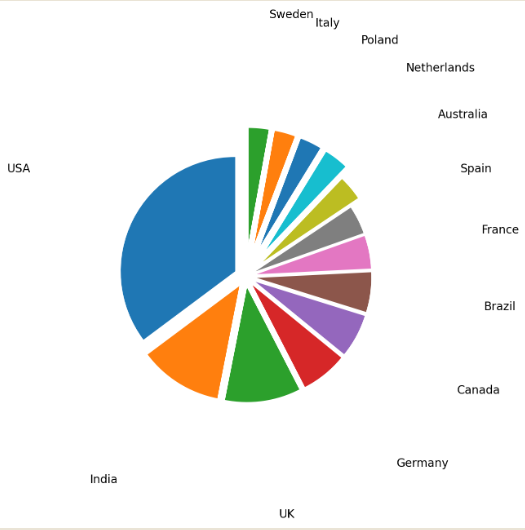 Sweden
Italy
Poland
Netherlands
Australia
USA
Spain
France
Brazil
Canada
Germany
India
UK